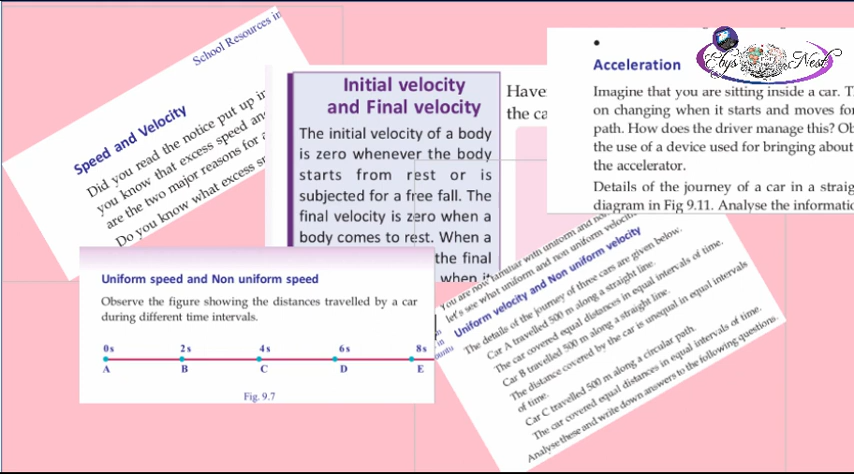 School Resources in
Speed and Velocity
Did you read the notice put up in
you know that excess speed and
are the two major reasons for
Do you know what excess
Initial velocity
and Final velocity
The initial velocity of a body
is zero whenever the body
starts from rest or is
subjected for a free fall. The
final velocity is zero when a
body comes to rest. When a
the final
when it
Have
the ca
Acceleration
Imagine that you are sitting inside a car. T
on changing when it starts and moves for
path. How does the driver manage this? Ob
the use of a device used for bringing about
the accelerator.
Details of the journey of a car in a straig
diagram in Fig 9.11. Analyse the informatio
Ebys Nest
Uniform speed and Non uniform speed
Observe the figure showing the distances travelled by a car
during different time intervals.
0s 2s 4s 6s 8s
A B C D E
Fig. 9.7
You are now familiar with uniform and non
let's see what uniform and non uniform velocity
Uniform velocity and Non uniform velocity
The details of the journey of three cars are given below.
Car A travelled 500 m along a straight line.
The car covered equal distances in equal intervals of time.
Car B travelled 500 m along a straight line.
The distance covered by the car is unequal in equal intervals
of time.
Car C travelled 500 m along a circular path.
The car covered equal distances in equal intervals of time.
Analyse these and write down answers to the following questions.